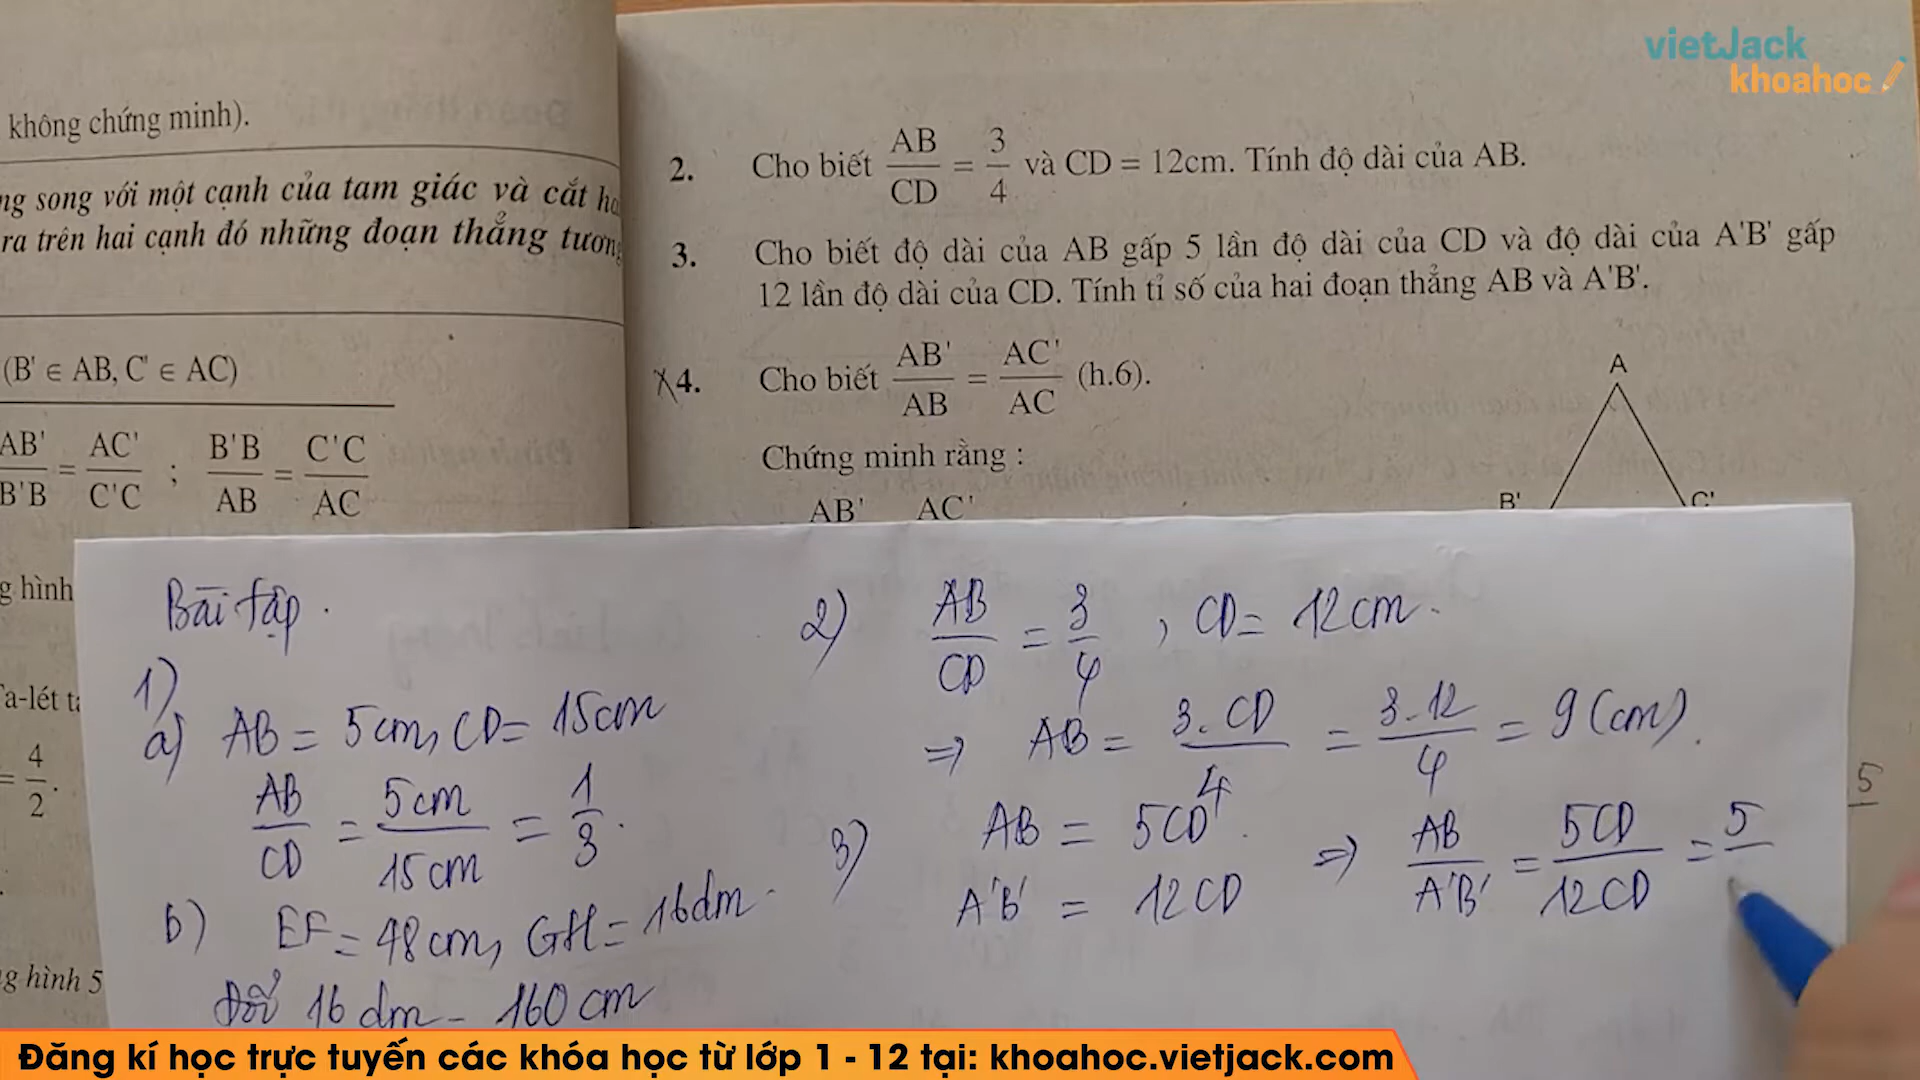 vietJack
khoahoc
không chứng minh).
ng song với một cạnh của tam giác và cắt
ra trên hai cạnh đó những đoạn thẳng tương
(B' ∈ AB, C' ∈ AC)
AB'/B'B = AC'/C'C ; B'B/AB = C'C/AC
g hình
Ta-lét
= 4/2.
g hình 5
2. Cho biết AB/CD = 3/4 và CD = 12cm. Tính độ dài của AB.
3. Cho biết độ dài của AB gấp 5 lần độ dài của CD và độ dài của A'B' gấp
12 lần độ dài của CD. Tính tỉ số của hai đoạn thẳng AB và A'B'.
4. Cho biết AB'/AB = AC'/AC (h.6).
Chứng minh rằng :
AB' AC'
A
B' C'
5
Bài tập.
1)
a) AB = 5cm, CD = 15cm
AB/CD = 5cm/15cm = 1/3.
b) EF = 48cm, GH = 16dm.
Đổi 16dm = 160cm
2) AB/CD = 3/4, CD = 12cm.
=> AB = 3.CD/4 = 3.12/4 = 9(cm).
3) AB = 5CD.
A'B' = 12CD
=> AB/A'B' = 5CD/12CD = 5
Đăng kí học trực tuyến các khóa học từ lớp 1 - 12 tại: khoahoc.vietjack.com